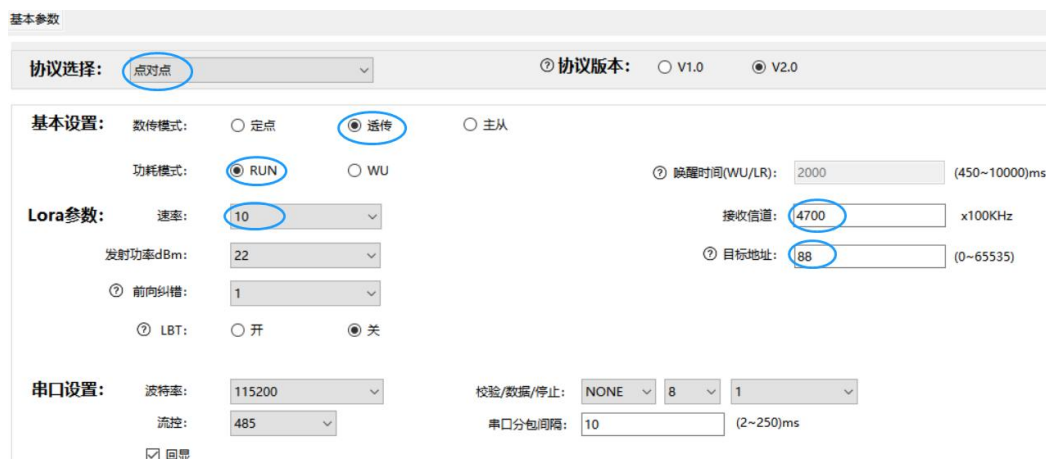 基本参数
协议选择： 点对点 ? 协议版本： V1.0 V2.0
基本设置： 数传模式： 定点 透传 主从
功耗模式： RUN WU ? 唤醒时间(WU/LR)： 2000 (450~10000)ms
Lora参数： 速率： 10 接收信道： 4700 x100KHz
发射功率dBm： 22 ? 目标地址： 88 (0~65535)
? 前向纠错： 1
? LBT： 开 关
串口设置： 波特率： 115200 校验/数据/停止： NONE 8 1
流控： 485 串口分包间隔： 10 (2~250)ms
回显